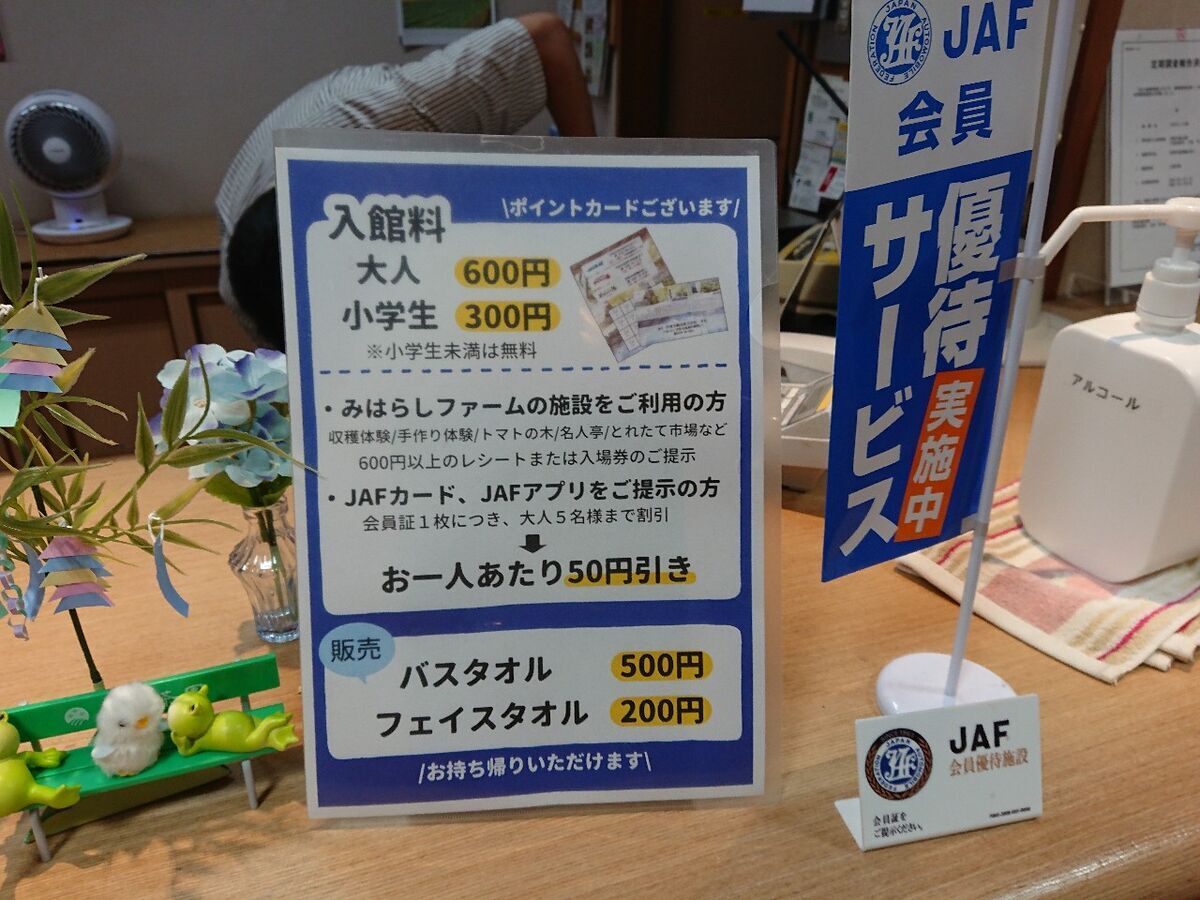 入館料
\ポイントカードございます/
大人 600円
小学生 300円
※小学生未満は無料
・みはらしファームの施設をご利用の方
収穫体験/手作り体験/トマトの木/名人亭/とれたて市場など
600円以上のレシートまたは入場券のご提示
・JAFカード、JAFアプリをご提示の方
会員証１枚につき、大人５名様まで割引
お一人あたり50円引き
販売
バスタオル 500円
フェイスタオル 200円
/お持ち帰りいただけます\
JAPAN AUTOMOBILE FEDERATION
JAF
会員
優待
サービス
実施中
アルコール
JAPAN AUTOMOBILE FEDERATION
JAF
会員優待施設
会員証を
ご提示ください。